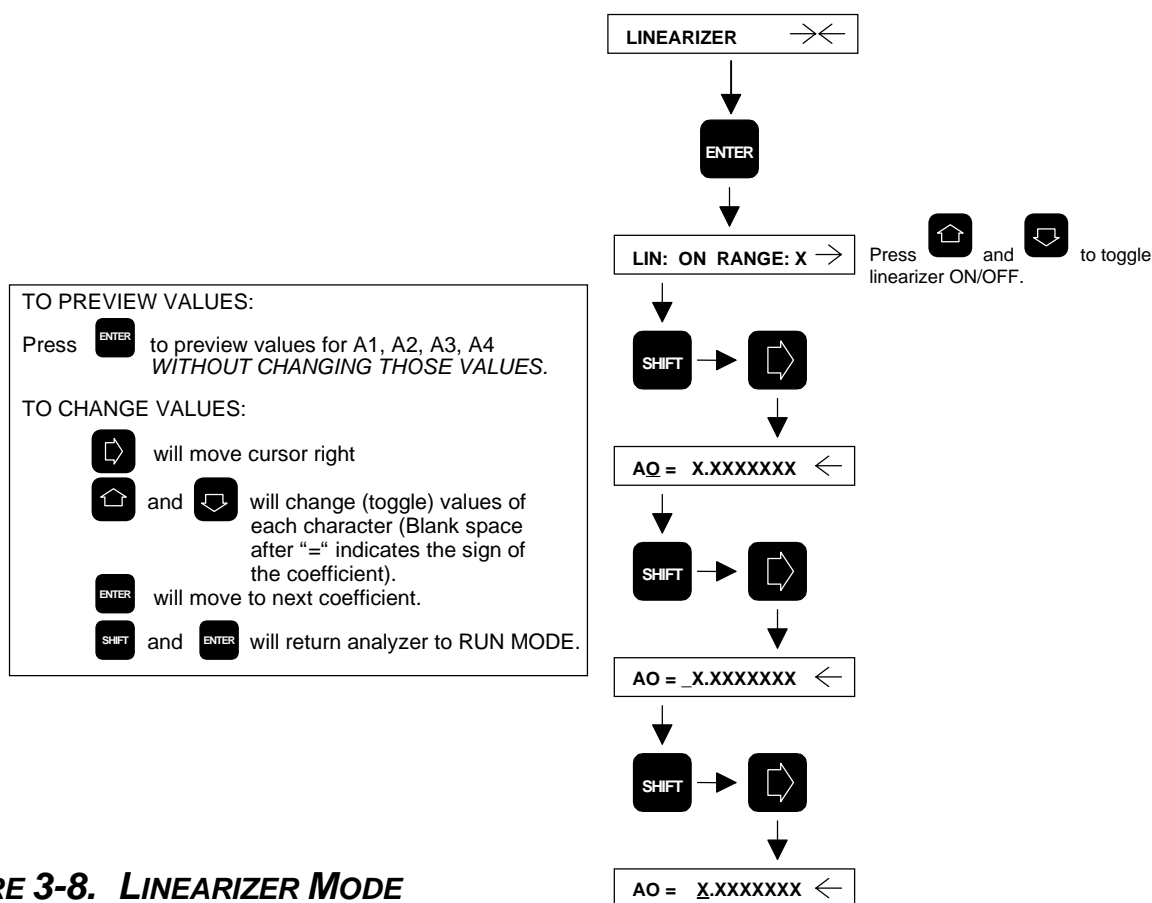 LINEARIZER
ENTER
LIN: ON RANGE: X
Press and to toggle
linearizer ON/OFF.
TO PREVIEW VALUES:
Press ENTER to preview values for A1, A2, A3, A4
WITHOUT CHANGING THOSE VALUES.
TO CHANGE VALUES:
will move cursor right
and will change (toggle) values of
each character (Blank space
after “=“ indicates the sign of
the coefficient).
ENTER will move to next coefficient.
SHIFT and ENTER will return analyzer to RUN MODE.
SHIFT
AO = X.XXXXXXX
SHIFT
AO = _X.XXXXXXX
SHIFT
AO = X.XXXXXXX
RE 3-8. LINEARIZER MODE